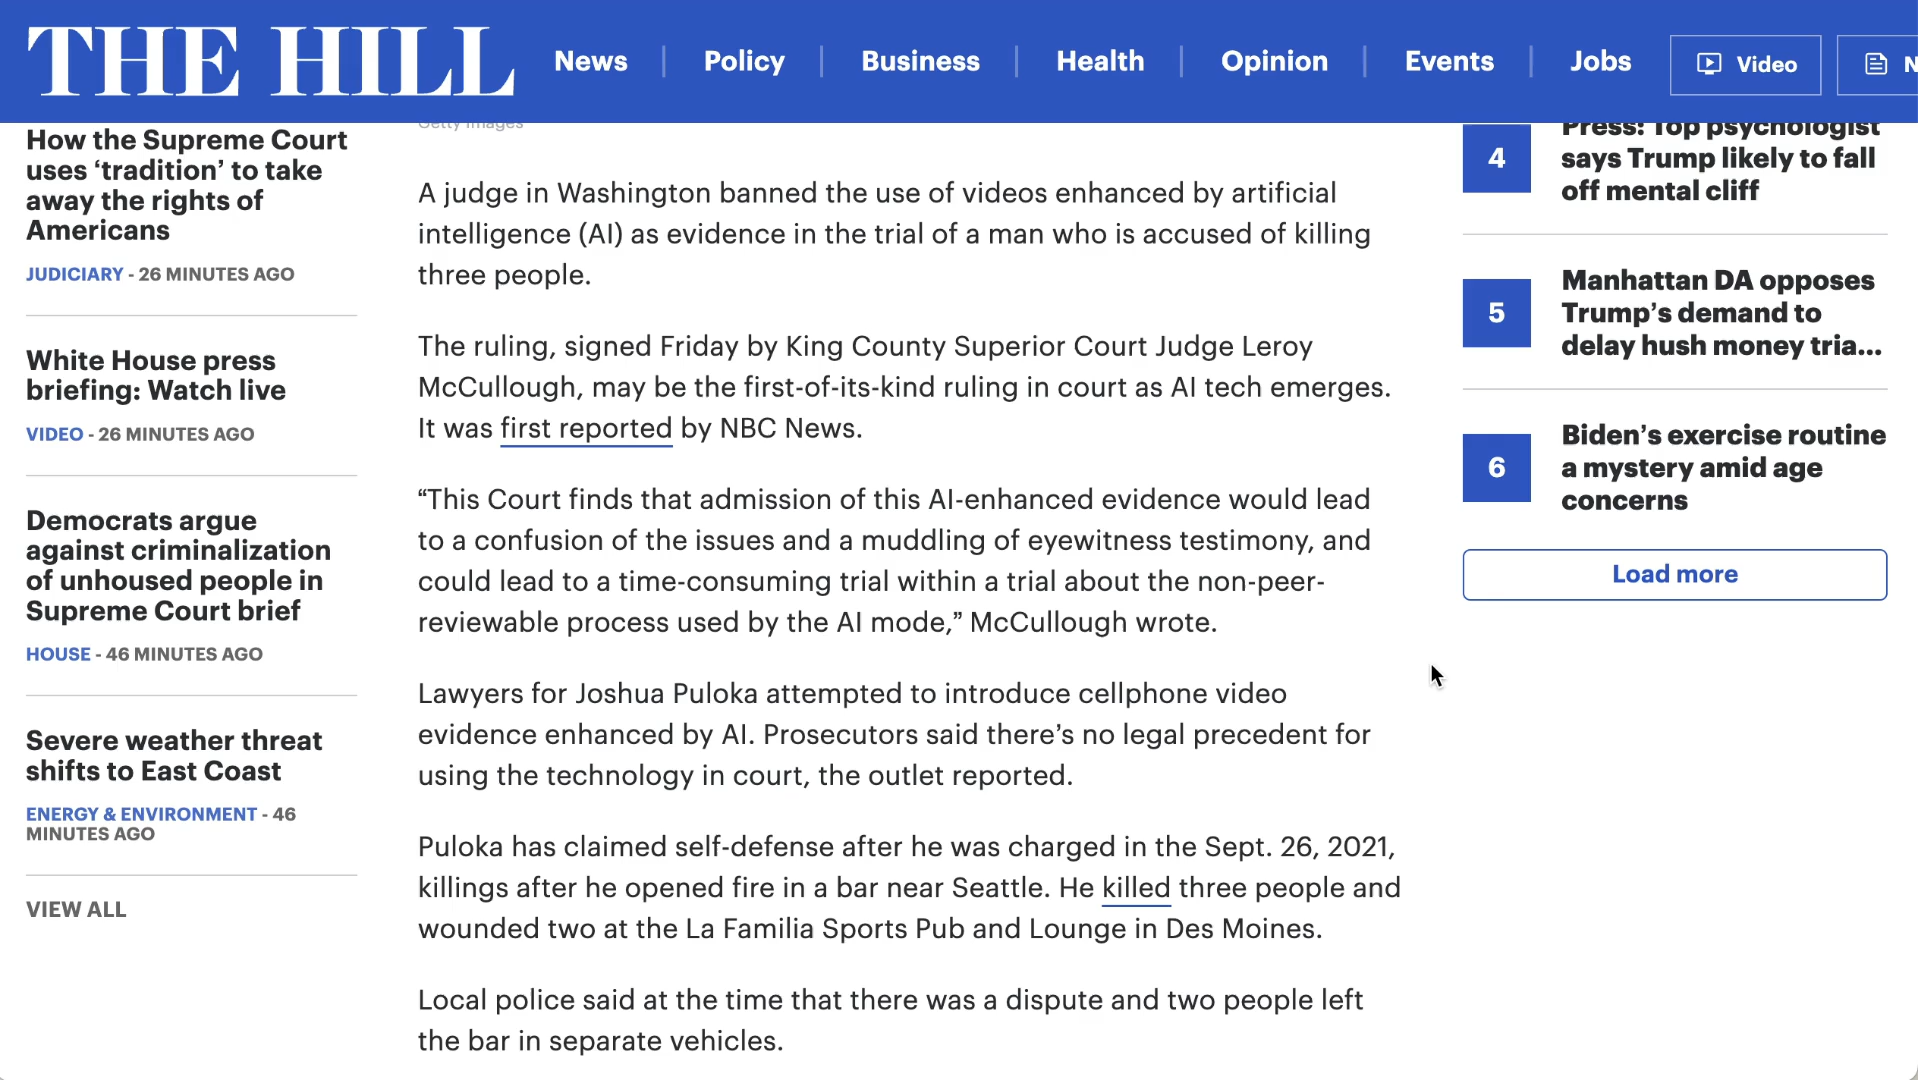 THE HILL
News
Policy
Business
Health
Opinion
Events
Jobs
Video
N
How the Supreme Court
uses ‘tradition’ to take
away the rights of
Americans
JUDICIARY - 26 MINUTES AGO
White House press
briefing: Watch live
VIDEO - 26 MINUTES AGO
Democrats argue
against criminalization
of unhoused people in
Supreme Court brief
HOUSE - 46 MINUTES AGO
Severe weather threat
shifts to East Coast
ENERGY & ENVIRONMENT - 46
MINUTES AGO
VIEW ALL
Getty Images
A judge in Washington banned the use of videos enhanced by artificial
intelligence (AI) as evidence in the trial of a man who is accused of killing
three people.
The ruling, signed Friday by King County Superior Court Judge Leroy
McCullough, may be the first-of-its-kind ruling in court as AI tech emerges.
It was first reported by NBC News.
“This Court finds that admission of this AI-enhanced evidence would lead
to a confusion of the issues and a muddling of eyewitness testimony, and
could lead to a time-consuming trial within a trial about the non-peer-
reviewable process used by the AI mode,” McCullough wrote.
Lawyers for Joshua Puloka attempted to introduce cellphone video
evidence enhanced by AI. Prosecutors said there’s no legal precedent for
using the technology in court, the outlet reported.
Puloka has claimed self-defense after he was charged in the Sept. 26, 2021,
killings after he opened fire in a bar near Seattle. He killed three people and
wounded two at the La Familia Sports Pub and Lounge in Des Moines.
Local police said at the time that there was a dispute and two people left
the bar in separate vehicles.
4
Press: Top psychologist
says Trump likely to fall
off mental cliff
5
Manhattan DA opposes
Trump’s demand to
delay hush money tria...
6
Biden’s exercise routine
a mystery amid age
concerns
Load more